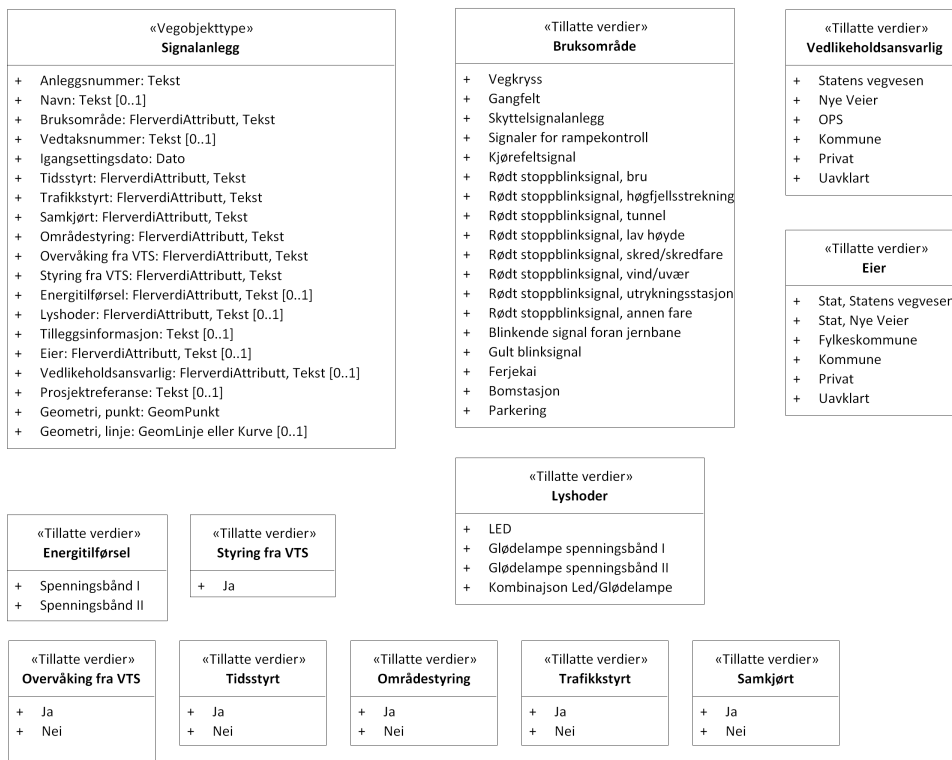 «Vegobjekttype»
Signalanlegg
+ Anleggsnummer: Tekst
+ Navn: Tekst [0..1]
+ Bruksområde: FlerverdiAttributt, Tekst
+ Vedtaksnummer: Tekst [0..1]
+ Igangsettingsdato: Dato
+ Tidsstyrt: FlerverdiAttributt, Tekst
+ Trafikkstyrt: FlerverdiAttributt, Tekst
+ Samkjørt: FlerverdiAttributt, Tekst
+ Områdestyring: FlerverdiAttributt, Tekst
+ Overvåking fra VTS: FlerverdiAttributt, Tekst
+ Styring fra VTS: FlerverdiAttributt, Tekst
+ Energitilførsel: FlerverdiAttributt, Tekst [0..1]
+ Lyshoder: FlerverdiAttributt, Tekst [0..1]
+ Tilleggsinformasjon: Tekst [0..1]
+ Eier: FlerverdiAttributt, Tekst [0..1]
+ Vedlikeholdsansvarlig: FlerverdiAttributt, Tekst [0..1]
+ Prosjektreferanse: Tekst [0..1]
+ Geometri, punkt: GeomPunkt
+ Geometri, linje: GeomLinje eller Kurve [0..1]
«Tillatte verdier»
Bruksområde
+ Vegkryss
+ Gangfelt
+ Skyttelsignalanlegg
+ Signaler for rampekontroll
+ Kjørefeltsignal
+ Rødt stoppblinksignal, bru
+ Rødt stoppblinksignal, høgfjellsstrekning
+ Rødt stoppblinksignal, tunnel
+ Rødt stoppblinksignal, lav høyde
+ Rødt stoppblinksignal, skred/skredfare
+ Rødt stoppblinksignal, vind/uvær
+ Rødt stoppblinksignal, utrykningsstasjon
+ Rødt stoppblinksignal, annen fare
+ Blinkende signal foran jernbane
+ Gult blinksignal
+ Ferjekai
+ Bomstasjon
+ Parkering
«Tillatte verdier»
Vedlikeholdsansvarlig
+ Statens vegvesen
+ Nye Veier
+ OPS
+ Kommune
+ Privat
+ Uavklart
«Tillatte verdier»
Eier
+ Stat, Statens vegvesen
+ Stat, Nye Veier
+ Fylkeskommune
+ Kommune
+ Privat
+ Uavklart
«Tillatte verdier»
Lyshoder
+ LED
+ Glødelampe spenningsbånd I
+ Glødelampe spenningsbånd II
+ Kombinajson Led/Glødelampe
«Tillatte verdier»
Energitilførsel
+ Spenningsbånd I
+ Spenningsbånd II
«Tillatte verdier»
Styring fra VTS
+ Ja
«Tillatte verdier»
Overvåking fra VTS
+ Ja
+ Nei
«Tillatte verdier»
Tidsstyrt
+ Ja
+ Nei
«Tillatte verdier»
Områdestyring
+ Ja
+ Nei
«Tillatte verdier»
Trafikkstyrt
+ Ja
+ Nei
«Tillatte verdier»
Samkjørt
+ Ja
+ Nei